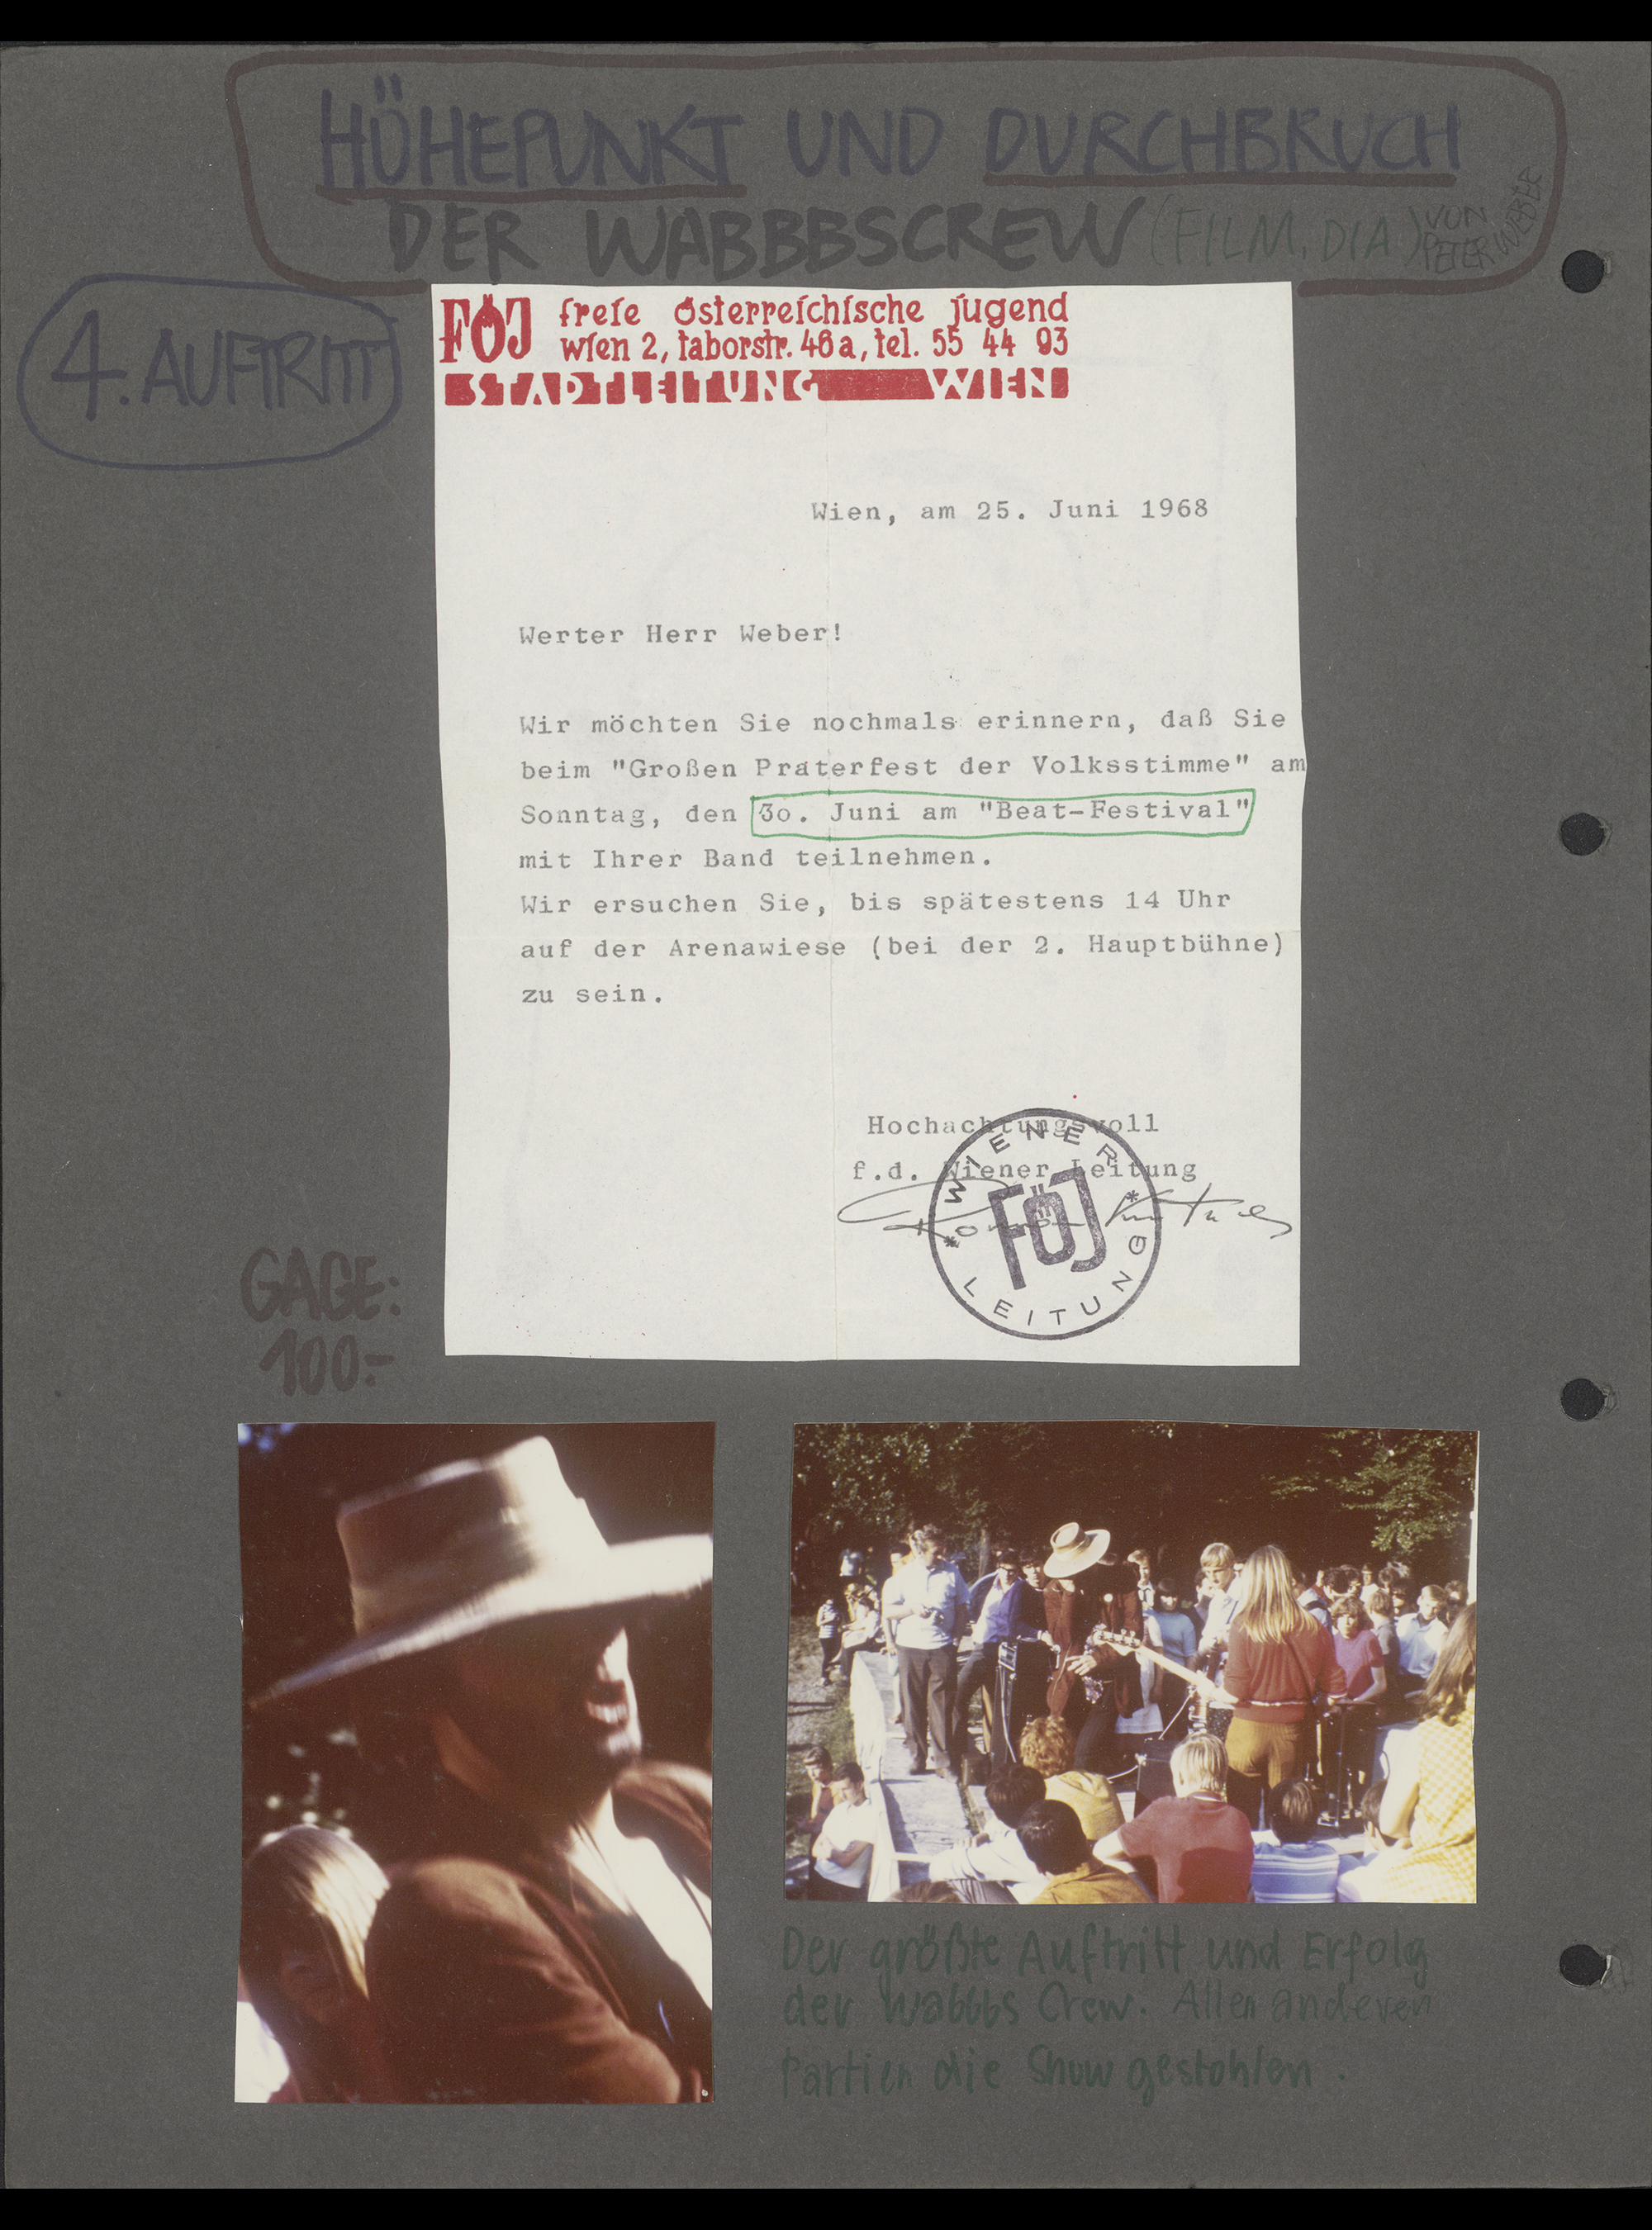 HÖHEPUNKT UND DURCHBRUCH
DER WABBBSCREW (FILM, DIA) VON PETER WEBER
4. AUFTRITT
FÖJ freie österreichische jugend
wien 2, taborstr. 46a, tel. 55 44 93
STADTLEITUNG WIEN
Wien, am 25. Juni 1968
Werter Herr Weber!
Wir möchten Sie nochmals erinnern, daß Sie
beim "Großen Praterfest der Volksstimme" am
Sonntag, den 3o. Juni am "Beat-Festival"
mit Ihrer Band teilnehmen.
Wir ersuchen Sie, bis spätestens 14 Uhr
auf der Arenawiese (bei der 2. Hauptbühne)
zu sein.
Hochachtungsvoll
f.d. Wiener Leitung
* WIENER * LEITUNG
FÖJ
GAGE:
100.-
Der größte Auftritt und Erfolg
der Wabbbs Crew. Allen anderen
Partien die Show gestohlen.